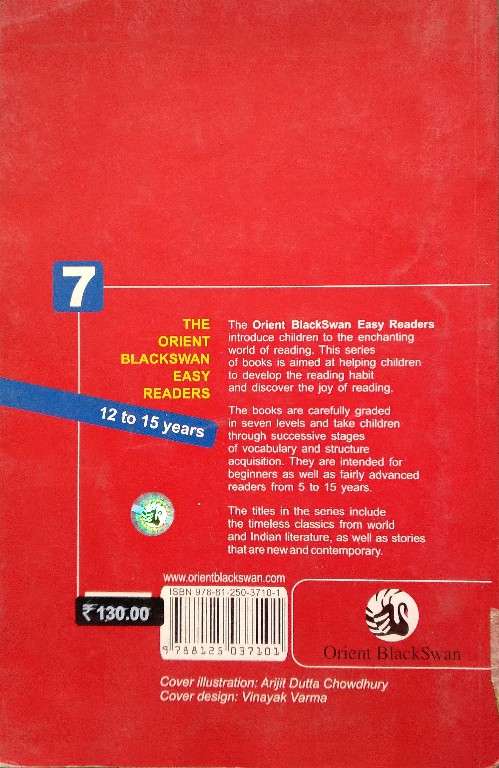 7
THE
ORIENT
BLACKSWAN
EASY
READERS
12 to 15 years
The Orient BlackSwan Easy Readers
introduce children to the enchanting
world of reading. This series
of books is aimed at helping children
to develop the reading habit
and discover the joy of reading.
The books are carefully graded
in seven levels and take children
through successive stages
of vocabulary and structure
acquisition. They are intended for
beginners as well as fairly advanced
readers from 5 to 15 years.
The titles in the series include
the timeless classics from world
and Indian literature, as well as stories
that are new and contemporary.
www.orientblackswan.com
ISBN 978-81-250-3710-1
₹130.00
9 788125 037101
Orient BlackSwan
Cover illustration: Arijit Dutta Chowdhury
Cover design: Vinayak Varma